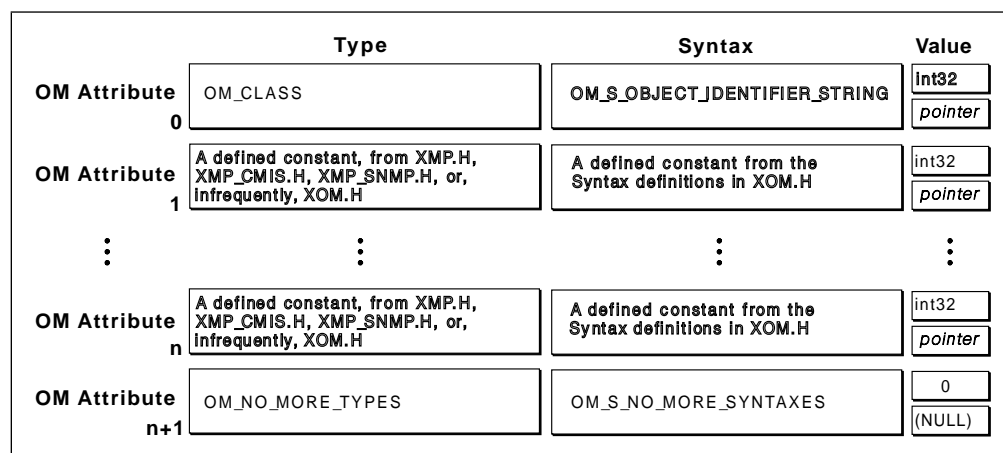 Type Syntax Value
OM Attribute 0 OM_CLASS OM_S_OBJECT_IDENTIFIER_STRING int32
pointer
OM Attribute 1
A defined constant, from XMP.H,
XMP_CMIS.H, XMP_SNMP.H, or,
infrequently, XOM.H
A defined constant from the
Syntax definitions in XOM.H
int32
pointer
OM Attribute n
A defined constant, from XMP.H,
XMP_CMIS.H, XMP_SNMP.H, or,
infrequently, XOM.H
A defined constant from the
Syntax definitions in XOM.H
int32
pointer
OM Attribute n+1
OM_NO_MORE_TYPES
OM_S_NO_MORE_SYNTAXES
0
(NULL)